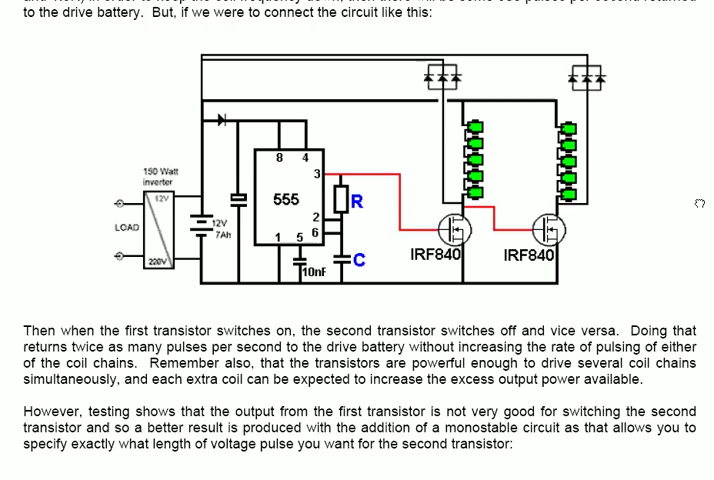 to the drive battery. But, if we were to connect the circuit like this:
150 Watt
inverter
12V
LOAD
220V
12V
7Ah
8 4
3
555
R
2
6
1 5
C
10nF
IRF840
IRF840
Then when the first transistor switches on, the second transistor switches off and vice versa. Doing that
returns twice as many pulses per second to the drive battery without increasing the rate of pulsing of either
of the coil chains. Remember also, that the transistors are powerful enough to drive several coil chains
simultaneously, and each extra coil can be expected to increase the excess output power available.
However, testing shows that the output from the first transistor is not very good for switching the second
transistor and so a better result is produced with the addition of a monostable circuit as that allows you to
specify exactly what length of voltage pulse you want for the second transistor: